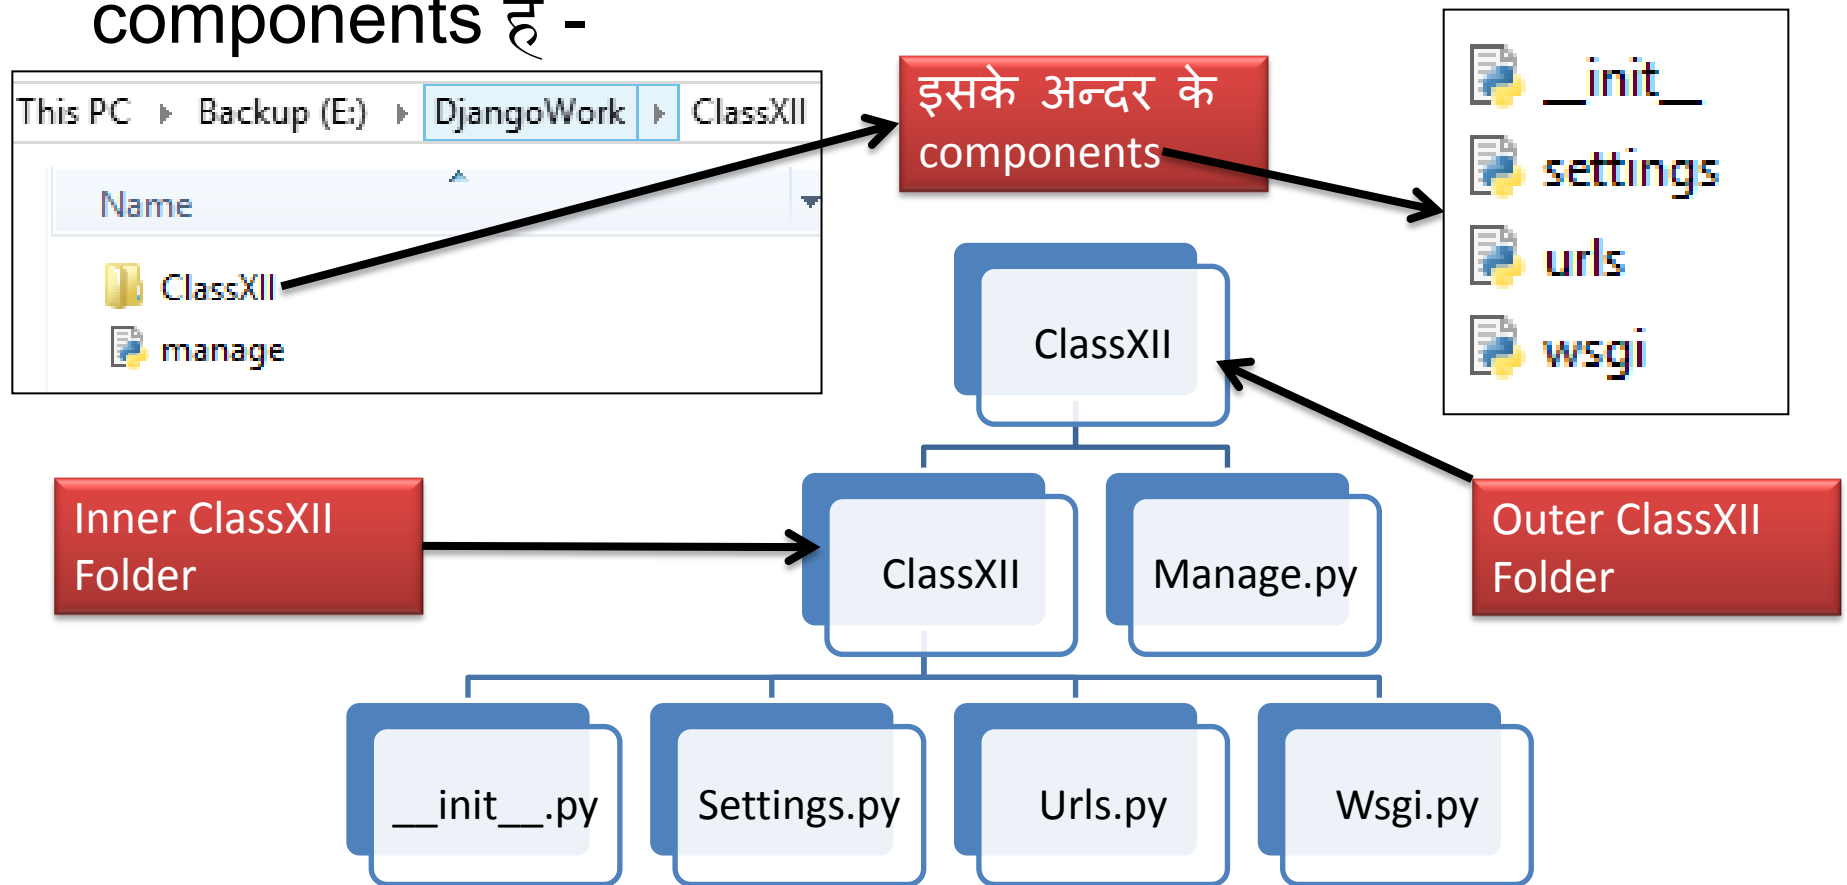 components हैं -
This PC Backup (E:) DjangoWork ClassXII
Name
ClassXII
manage
इसके अन्दर के
components
__init__
settings
urls
wsgi
ClassXII
Inner ClassXII
Folder
ClassXII
Manage.py
Outer ClassXII
Folder
__init__.py
Settings.py
Urls.py
Wsgi.py